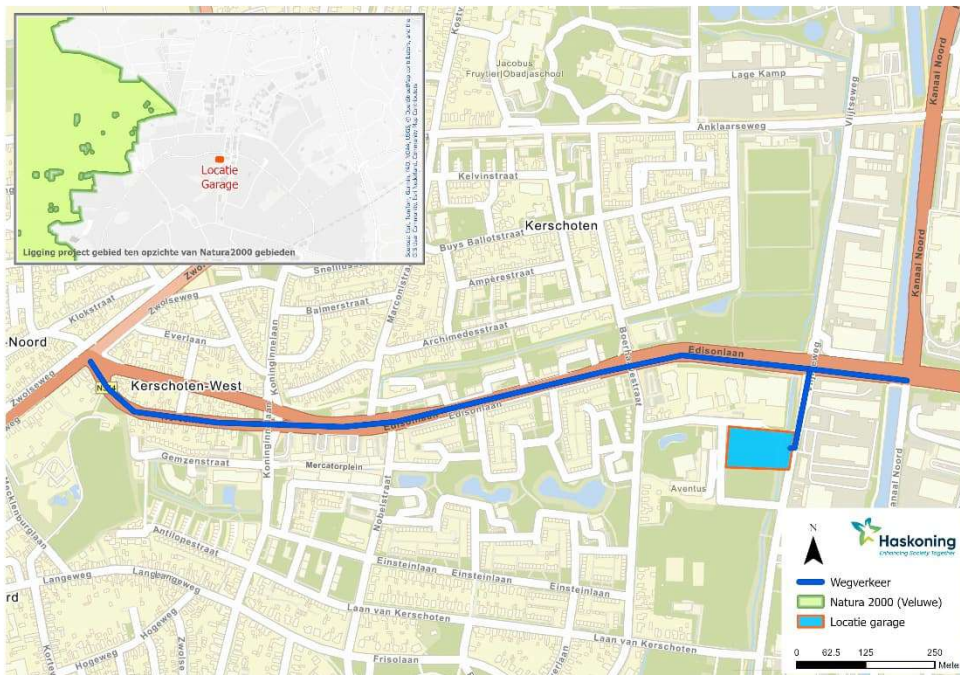 Locatie
Garage
Ligging project gebied ten opzichte van Natura2000 gebieden
Jacobus
Fruytier|Obadjaschool
Lage Kamp
Vlijtseweg
Kanaal Noord
Anklaarseweg
Kelvinstraat
Kerschoten
Buys Ballotstraat
Ampèrestraat
Marconistraat
Archimedesstraat
Balmerstraat
Zwolseweg
Klokstraat
Everlaan
-Noord
Zwolseweg
Kerschoten-West
Koninginnelaan
Kanaal Noord
Edisonlaan
Edisonlaan
Edisonlaan
Gemzenstraat
Mercatorplein
Koninginnelaan
Nobelstraat
Aventus
Mecklenburglaan
Antilopestraat
Einsteinlaan
Einsteinlaan
Langeweg
Langeweg
Laan van Kerschoten
Laan van Kerschoten
Hogeweg
Hogeweg
Frisolaan
N
Haskoning
Enhancing Society Together
Wegverkeer
Natura 2000 (Veluwe)
Locatie garage
0 62.5 125 250
Meter